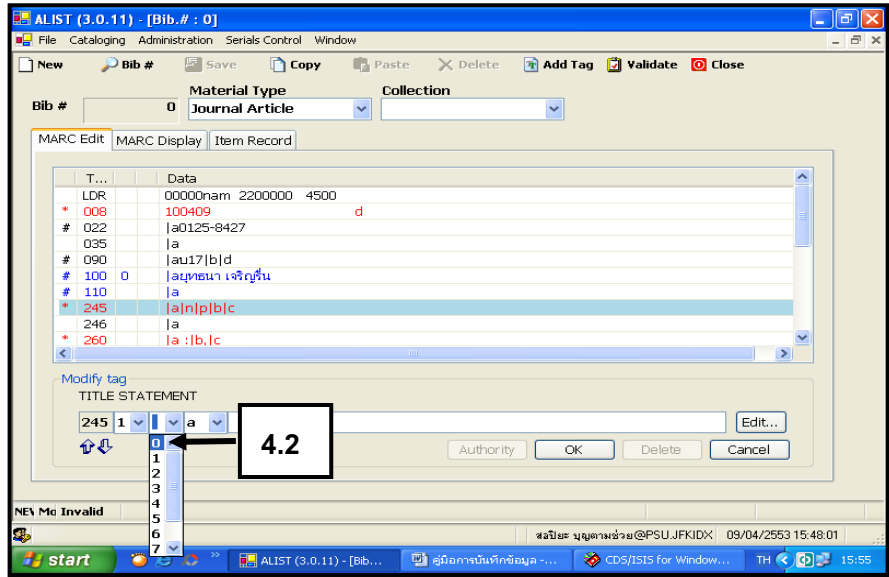 ALIST (3.0.11) - [Bib.# : 0]
File Cataloging Administration Serials Control Window
New Bib # Save Copy Paste Delete Add Tag Validate Close
Material Type Collection
Bib # 0 Journal Article
MARC Edit MARC Display Item Record
T... Data
LDR 00000nam 2200000 4500
* 008 100409 d
# 022 |a0125-8427
035 |a
# 090 |au17|b|d
# 100 0 |aยุทธนา เจริญรื่น
# 110 |a
* 245 |a|n|p|b|c
246 |a
* 260 |a :|b,|c
Modify tag
TITLE STATEMENT
245 1 a Edit...
0
1
2
3
4
5
6
7
4.2
Authority OK Delete Cancel
Invalid
สอปิยะ บุญตามช่วย@PSU.JFKIDX 09/04/2553 15:48:01
start ALIST (3.0.11) - [Bib... คู่มือการบันทึกข้อมูล -... CDS/ISIS for Window... TH 15:55